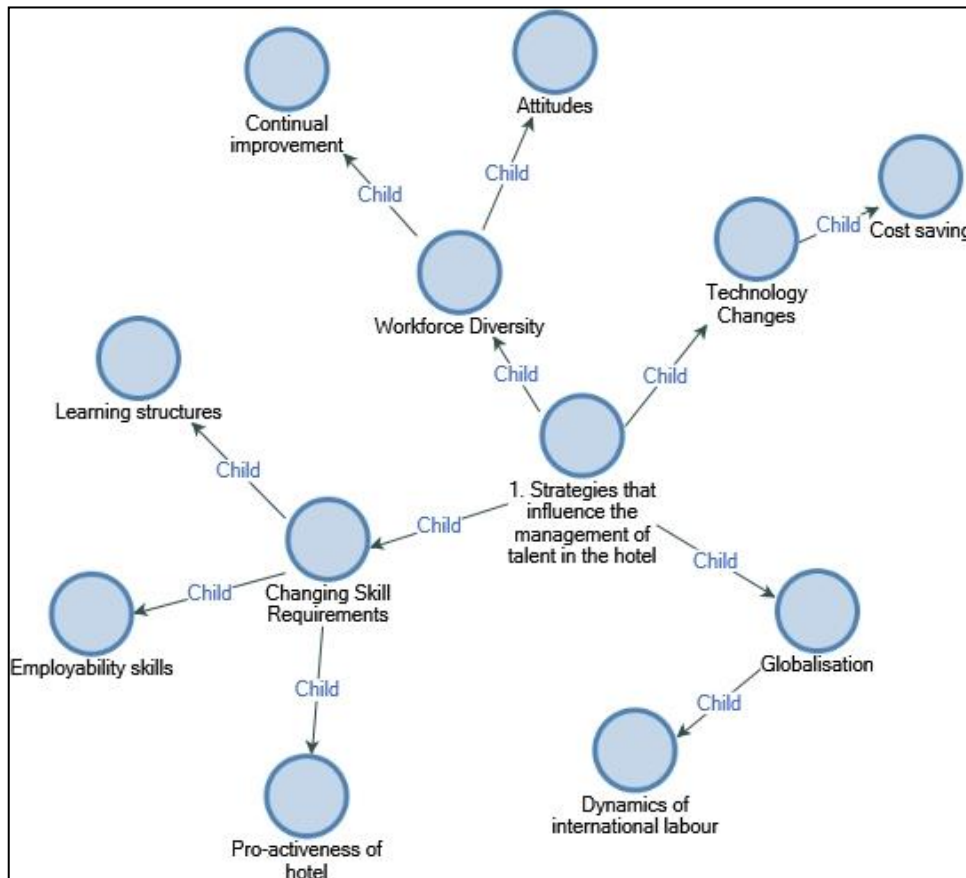 Attitudes
Continual
improvement
Child
Child
Child
Cost saving
Technology
Changes
Workforce Diversity
Child
Child
Learning structures
Child
1. Strategies that
influence the
management of
talent in the hotel
Child
Child
Child
Changing Skill
Requirements
Employability skills
Globalisation
Child
Child
Dynamics of
international labour
Pro-activeness of
hotel